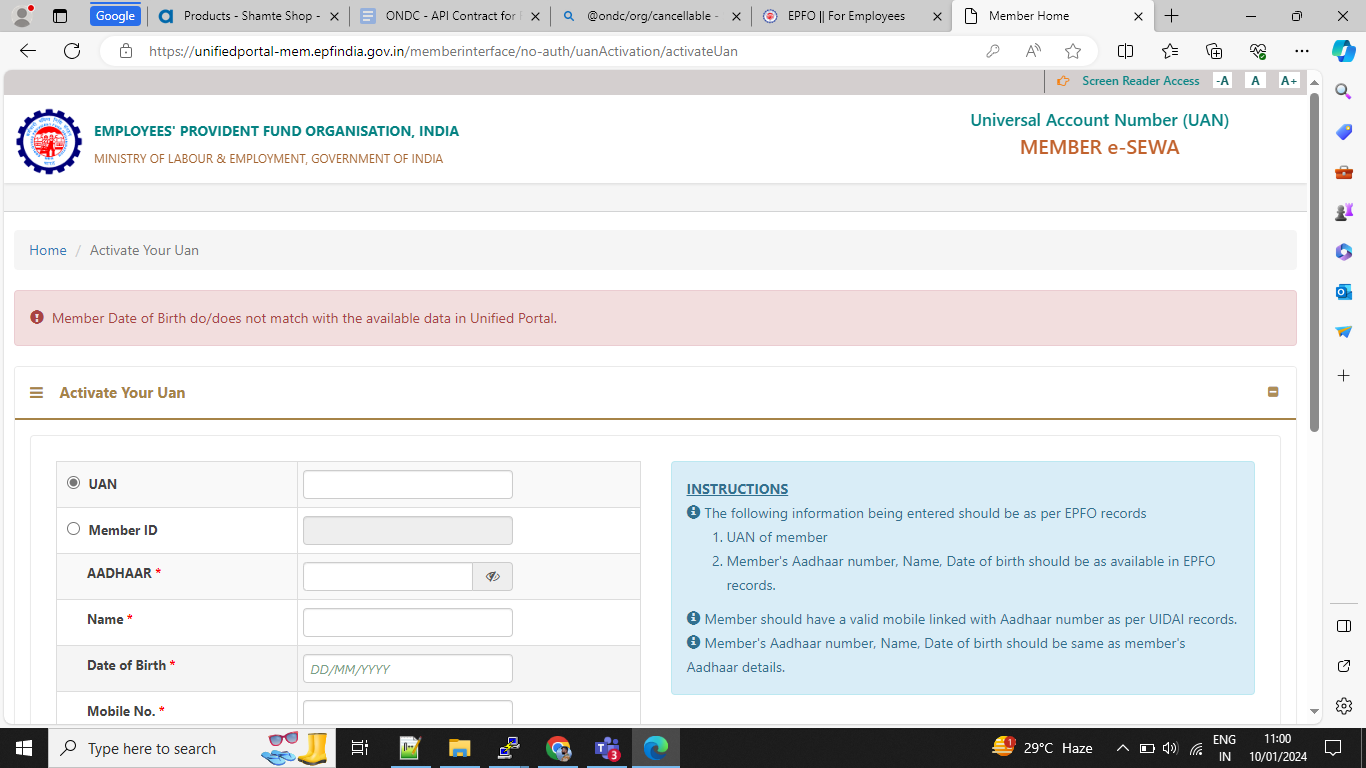 Google
Products - Shamte Shop -
ONDC - API Contract for
@ondc/org/cancellable
EPFO || For Employees
Member Home
https://unifiedportal-mem.epfindia.gov.in/memberinterface/no-auth/uanActivation/activateUan
Screen Reader Access -A A A+
EMPLOYEES' PROVIDENT FUND ORGANISATION, INDIA
MINISTRY OF LABOUR & EMPLOYMENT, GOVERNMENT OF INDIA
Universal Account Number (UAN)
MEMBER e-SEWA
Home / Activate Your Uan
Member Date of Birth do/does not match with the available data in Unified Portal.
Activate Your Uan
UAN
Member ID
AADHAAR *
Name *
Date of Birth * DD/MM/YYYY
Mobile No. *
INSTRUCTIONS
The following information being entered should be as per EPFO records
1. UAN of member
2. Member's Aadhaar number, Name, Date of birth should be as available in EPFO
records.
Member should have a valid mobile linked with Aadhaar number as per UIDAI records.
Member's Aadhaar number, Name, Date of birth should be same as member's
Aadhaar details.
Type here to search
3
1
29°C Haze
ENG
IN
11:00
10/01/2024